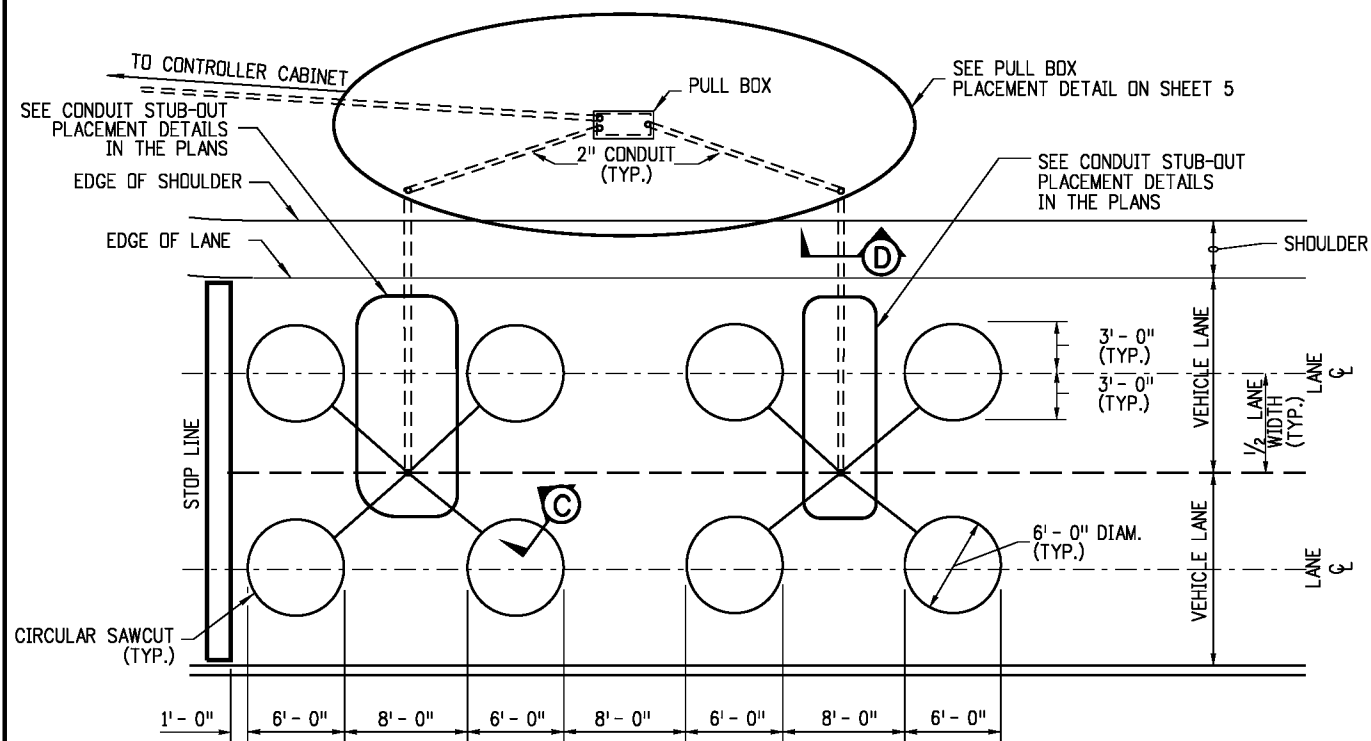 TO CONTROLLER CABINET
SEE CONDUIT STUB-OUT
PLACEMENT DETAILS
IN THE PLANS
EDGE OF SHOULDER
EDGE OF LANE
PULL BOX
2" CONDUIT
(TYP.)
SEE PULL BOX
PLACEMENT DETAIL ON SHEET 5
SEE CONDUIT STUB-OUT
PLACEMENT DETAILS
IN THE PLANS
SHOULDER
D
STOP LINE
3'-0"
(TYP.)
3'-0"
(TYP.)
VEHICLE LANE
1/2 LANE
WIDTH
(TYP.)
LANE ℄
C
6'-0" DIAM.
(TYP.)
VEHICLE LANE
LANE ℄
CIRCULAR SAWCUT
(TYP.)
1'-0" 6'-0" 8'-0" 6'-0" 8'-0" 6'-0" 8'-0" 6'-0"